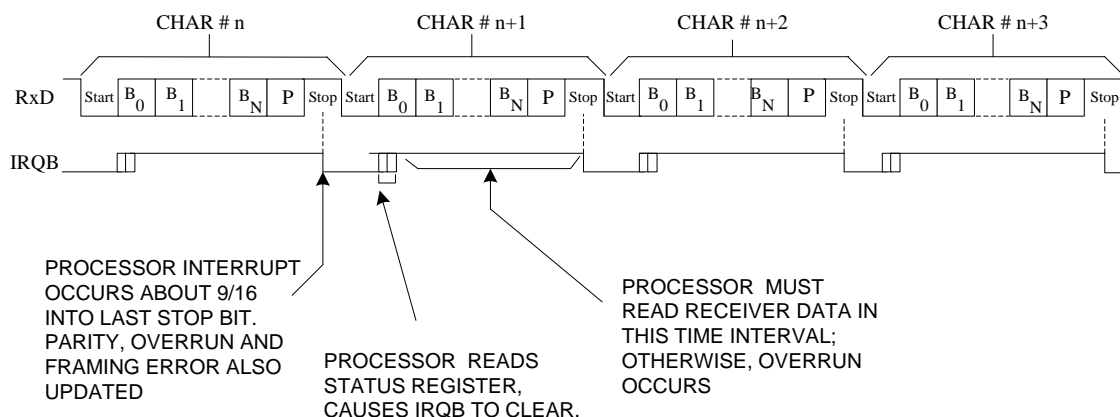 CHAR # n CHAR # n+1 CHAR # n+2 CHAR # n+3
RxD Start B0 B1 BN P Stop Start B0 B1 BN P Stop Start B0 B1 BN P Stop Start B0 B1 BN P Stop
IRQB
PROCESSOR INTERRUPT
OCCURS ABOUT 9/16
INTO LAST STOP BIT.
PARITY, OVERRUN AND
FRAMING ERROR ALSO
UPDATED
PROCESSOR READS
STATUS REGISTER,
CAUSES IRQB TO CLEAR.
PROCESSOR MUST
READ RECEIVER DATA IN
THIS TIME INTERVAL;
OTHERWISE, OVERRUN
OCCURS